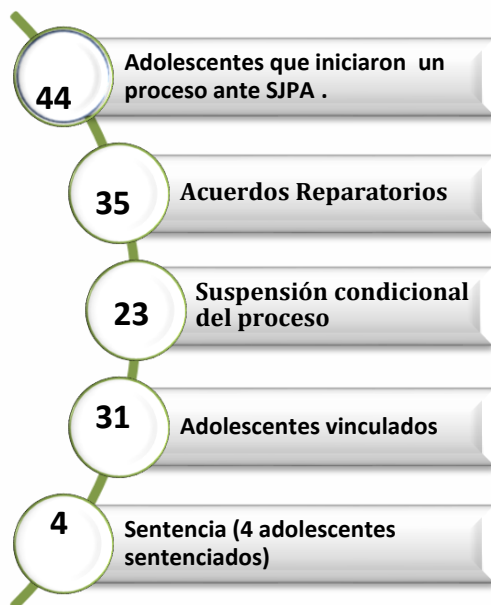 44
Adolescentes que iniciaron un
proceso ante SJPA .
35
Acuerdos Reparatorios
23
Suspensión condicional
del proceso
31
Adolescentes vinculados
4
Sentencia (4 adolescentes
sentenciados)